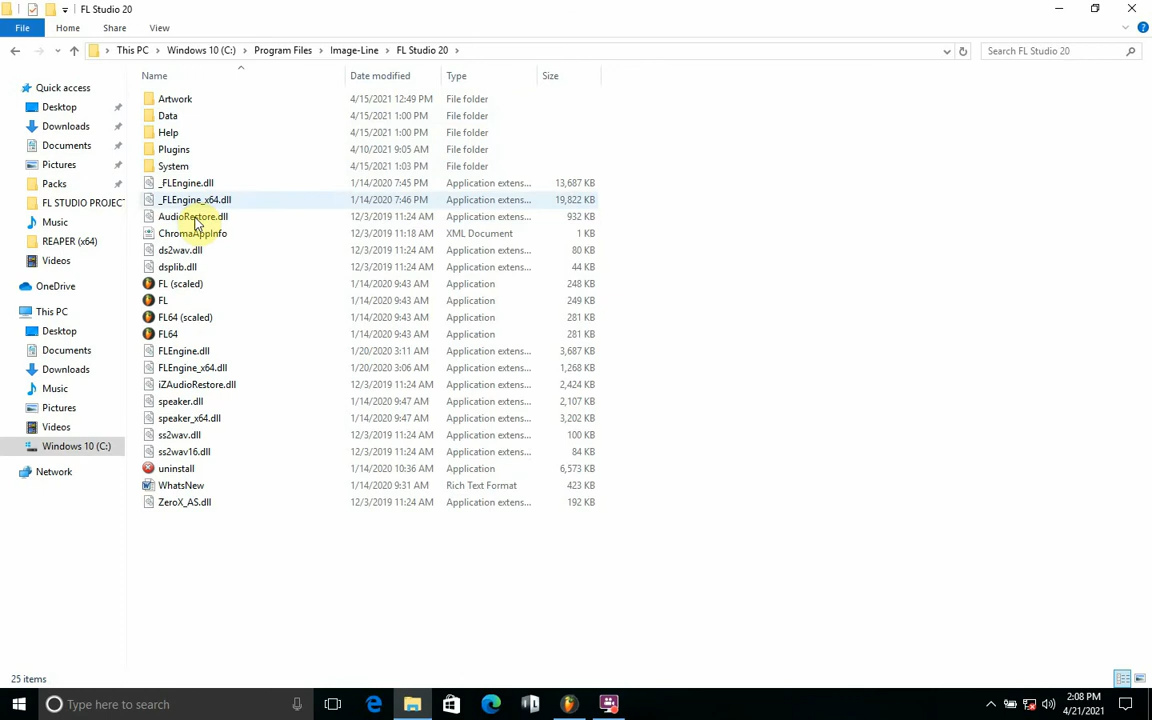 FL Studio 20
File Home Share View
This PC Windows 10 (C:) Program Files Image-Line FL Studio 20 Search FL Studio 20
Name Date modified Type Size
Quick access
Desktop
Downloads
Documents
Pictures
Packs
FL STUDIO PROJECT
Music
REAPER (x64)
Videos
OneDrive
This PC
Desktop
Documents
Downloads
Music
Pictures
Videos
Windows 10 (C:)
Network
Artwork 4/15/2021 12:49 PM File folder
Data 4/15/2021 1:00 PM File folder
Help 4/15/2021 1:00 PM File folder
Plugins 4/10/2021 9:05 AM File folder
System 4/15/2021 1:03 PM File folder
_FLEngine.dll 1/14/2020 7:45 PM Application extens... 13,687 KB
_FLEngine_x64.dll 1/14/2020 7:46 PM Application extens... 19,822 KB
AudioRestore.dll 12/3/2019 11:24 AM Application extens... 932 KB
ChromaAppInfo 12/3/2019 11:18 AM XML Document 1 KB
ds2wav.dll 12/3/2019 11:24 AM Application extens... 80 KB
dsplib.dll 12/3/2019 11:24 AM Application extens... 44 KB
FL (scaled) 1/14/2020 9:43 AM Application 248 KB
FL 1/14/2020 9:43 AM Application 249 KB
FL64 (scaled) 1/14/2020 9:43 AM Application 281 KB
FL64 1/14/2020 9:43 AM Application 281 KB
FLEngine.dll 1/20/2020 3:11 AM Application extens... 3,687 KB
FLEngine_x64.dll 1/20/2020 3:06 AM Application extens... 1,268 KB
iZAudioRestore.dll 12/3/2019 11:24 AM Application extens... 2,424 KB
speaker.dll 1/14/2020 9:47 AM Application extens... 2,107 KB
speaker_x64.dll 1/14/2020 9:47 AM Application extens... 3,202 KB
ss2wav.dll 12/3/2019 11:24 AM Application extens... 100 KB
ss2wav16.dll 12/3/2019 11:24 AM Application extens... 84 KB
uninstall 1/14/2020 10:36 AM Application 6,573 KB
WhatsNew 1/14/2020 9:31 AM Rich Text Format 423 KB
ZeroX_AS.dll 12/3/2019 11:24 AM Application extens... 192 KB
25 items
Type here to search
2:08 PM
4/21/2021